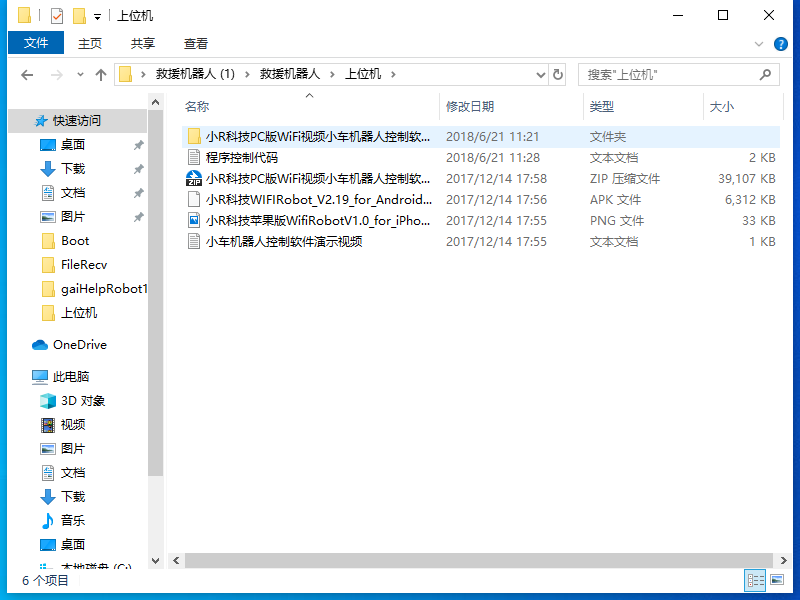 上位机
文件 主页 共享 查看
救援机器人 (1) 救援机器人 上位机 搜索"上位机"
名称 修改日期 类型 大小
小R科技PC版WiFi视频小车机器人控制软... 2018/6/21 11:21 文件夹
程序控制代码 2018/6/21 11:28 文本文档 2 KB
小R科技PC版WiFi视频小车机器人控制软... 2017/12/14 17:58 ZIP 压缩文件 39,107 KB
小R科技WIFIRobot_V2.19_for_Android... 2017/12/14 17:56 APK 文件 6,312 KB
小R科技苹果版WifiRobotV1.0_for_iPho... 2017/12/14 17:55 PNG 文件 33 KB
小车机器人控制软件演示视频 2017/12/14 17:55 文本文档 1 KB
快速访问
桌面
下载
文档
图片
Boot
FileRecv
gaiHelpRobot1
上位机
OneDrive
此电脑
3D 对象
视频
图片
文档
下载
音乐
桌面
本地磁盘 (C:)
6 个项目